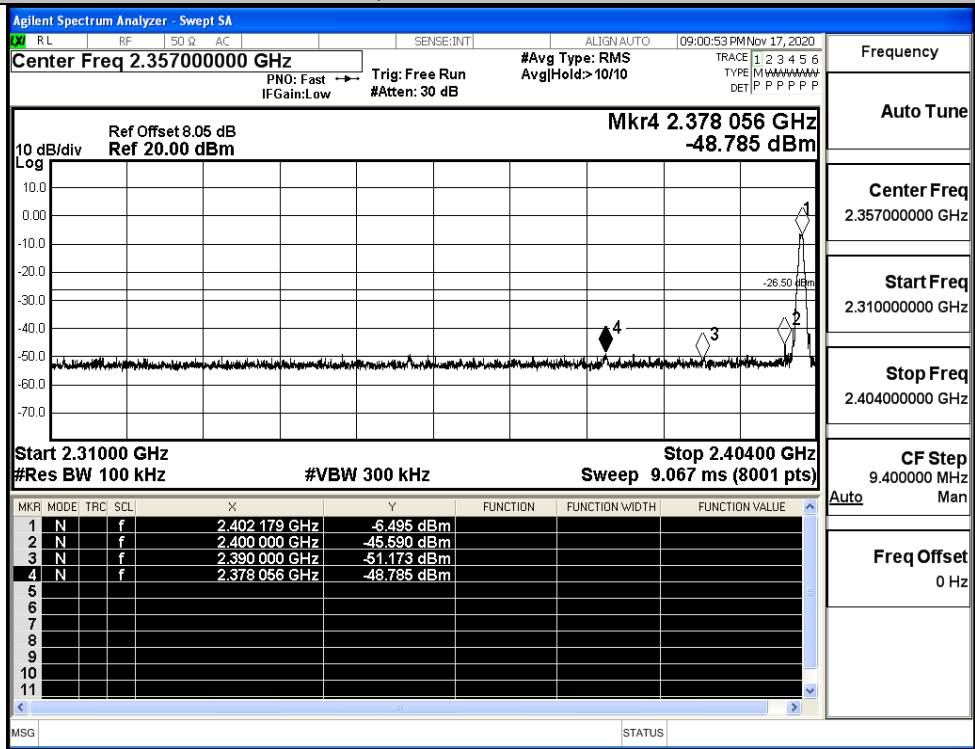 Agilent Spectrum Analyzer - Swept SA
LXI RL RF 50 Ω AC SENSE:INT ALIGN AUTO 09:00:53 PM Nov 17, 2020
Center Freq 2.357000000 GHz
PNO: Fast
IFGain:Low
Trig: Free Run
#Atten: 30 dB
#Avg Type: RMS
Avg|Hold:> 10/10
TRACE 1 2 3 4 5 6
TYPE M W W W W W
DET P P P P P P
Mkr4 2.378 056 GHz
-48.785 dBm
Ref Offset 8.05 dB
10 dB/div Ref 20.00 dBm
Log
10.0
0.00
-10.0
-20.0
-30.0
-40.0
-50.0
-60.0
-70.0
1
-26.50 dBm
2
3
4
Start 2.31000 GHz Stop 2.40400 GHz
#Res BW 100 kHz #VBW 300 kHz Sweep 9.067 ms (8001 pts)
MKR MODE TRC SCL X Y FUNCTION FUNCTION WIDTH FUNCTION VALUE
1 N f 2.402 179 GHz -6.495 dBm
2 N f 2.400 000 GHz -45.590 dBm
3 N f 2.390 000 GHz -51.173 dBm
4 N f 2.378 056 GHz -48.785 dBm
5
6
7
8
9
10
11
MSG STATUS
Frequency
Auto Tune
Center Freq
2.357000000 GHz
Start Freq
2.310000000 GHz
Stop Freq
2.404000000 GHz
CF Step
9.400000 MHz
Auto Man
Freq Offset
0 Hz